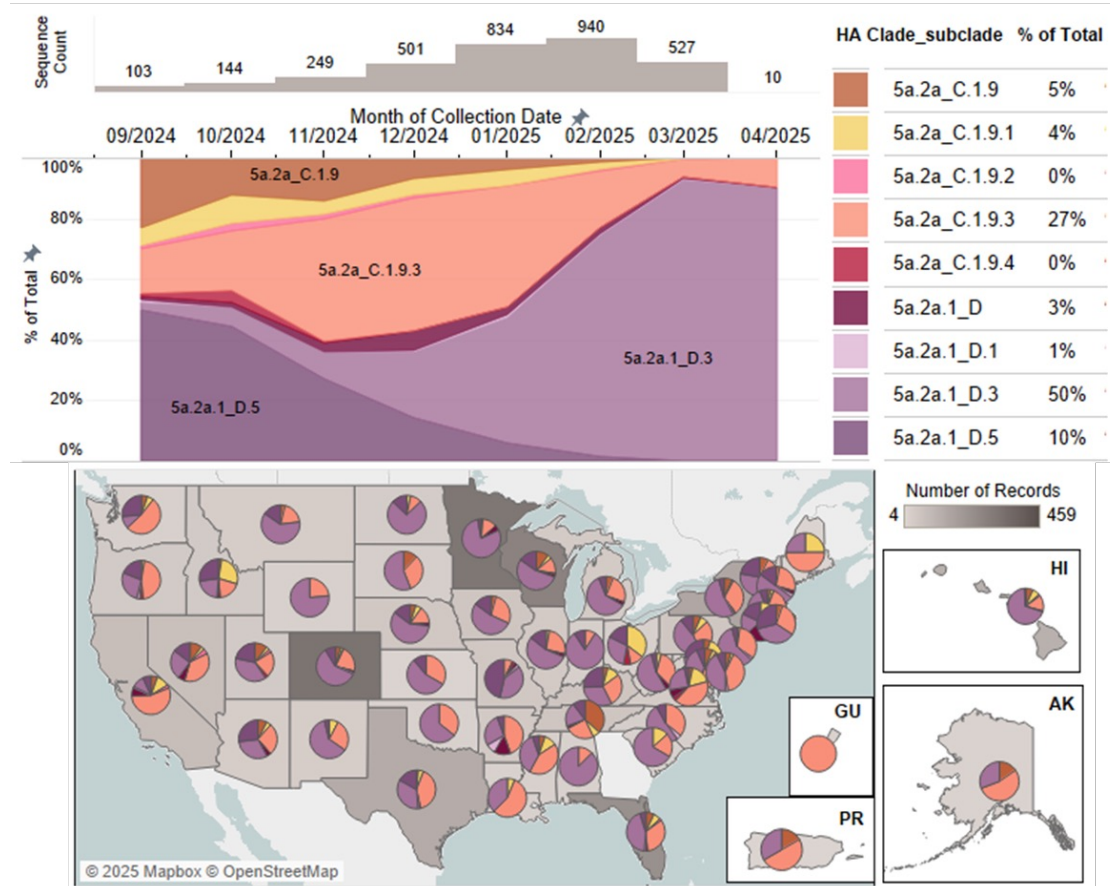 Sequence Count
103 144 249 501 834 940 527 10
Month of Collection Date
09/2024 10/2024 11/2024 12/2024 01/2025 02/2025 03/2025 04/2025
% of Total
100%
80%
60%
40%
20%
0%
5a.2a_C.1.9
5a.2a_C.1.9.3
5a.2a.1_D.3
5a.2a.1_D.5
HA Clade_subclade % of Total
5a.2a_C.1.9 5%
5a.2a_C.1.9.1 4%
5a.2a_C.1.9.2 0%
5a.2a_C.1.9.3 27%
5a.2a_C.1.9.4 0%
5a.2a.1_D 3%
5a.2a.1_D.1 1%
5a.2a.1_D.3 50%
5a.2a.1_D.5 10%
Number of Records
4 459
HI
GU
AK
PR
© 2025 Mapbox © OpenStreetMap